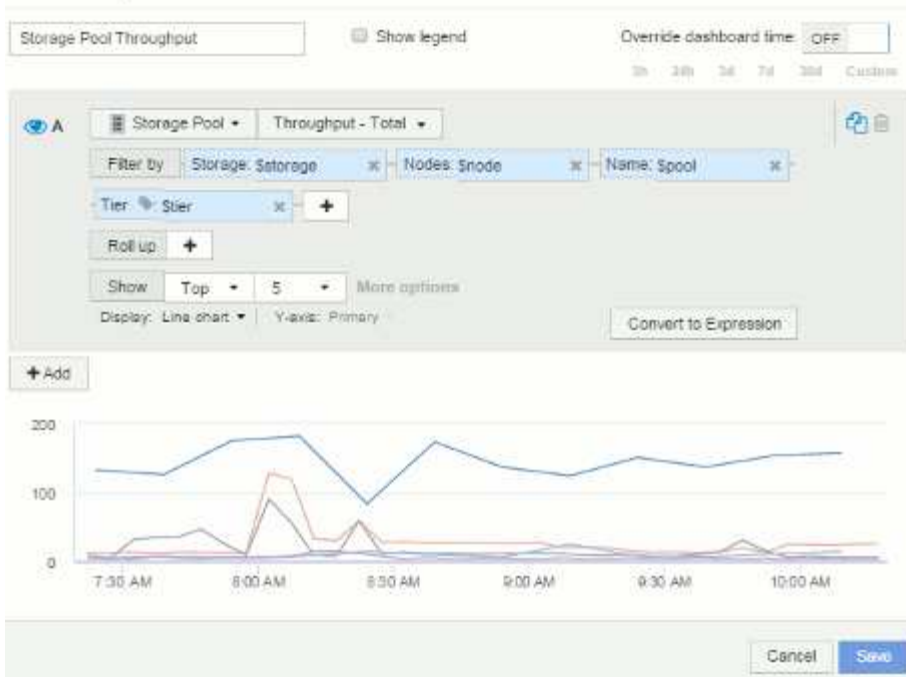 Storage Pool Throughput Show legend Override dashboard time: OFF
3h 24h 3d 7d 30d Custom
A Storage Pool Throughput - Total
Filter by Storage: $storage Nodes: $node Name: $pool
Tier : $tier +
Roll up +
Show Top 5 More options
Display: Line chart Y-axis: Primary Convert to Expression
+ Add
200
100
0
7:30 AM 8:00 AM 8:30 AM 9:00 AM 9:30 AM 10:00 AM
Cancel Save